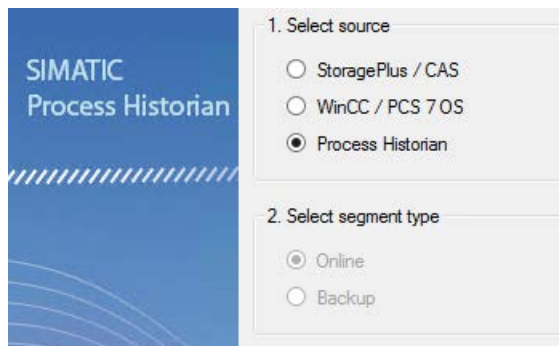 SIMATIC
Process Historian
1. Select source
StoragePlus / CAS
WinCC / PCS 7 OS
Process Historian
2. Select segment type
Online
Backup